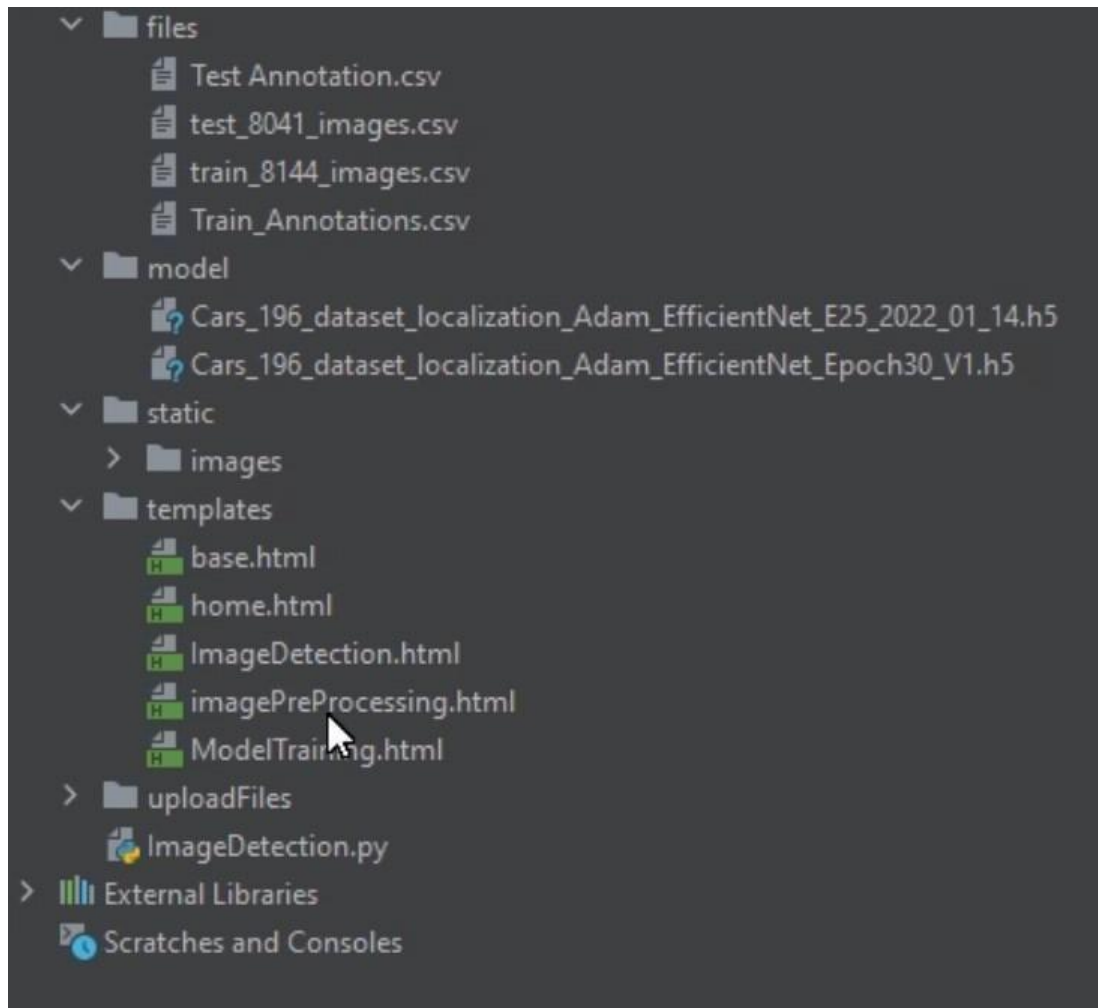 files
Test Annotation.csv
test_8041_images.csv
train_8144_images.csv
Train_Annotations.csv
model
Cars_196_dataset_localization_Adam_EfficientNet_E25_2022_01_14.h5
Cars_196_dataset_localization_Adam_EfficientNet_Epoch30_V1.h5
static
images
templates
base.html
home.html
ImageDetection.html
imagePreProcessing.html
ModelTraining.html
uploadFiles
ImageDetection.py
External Libraries
Scratches and Consoles